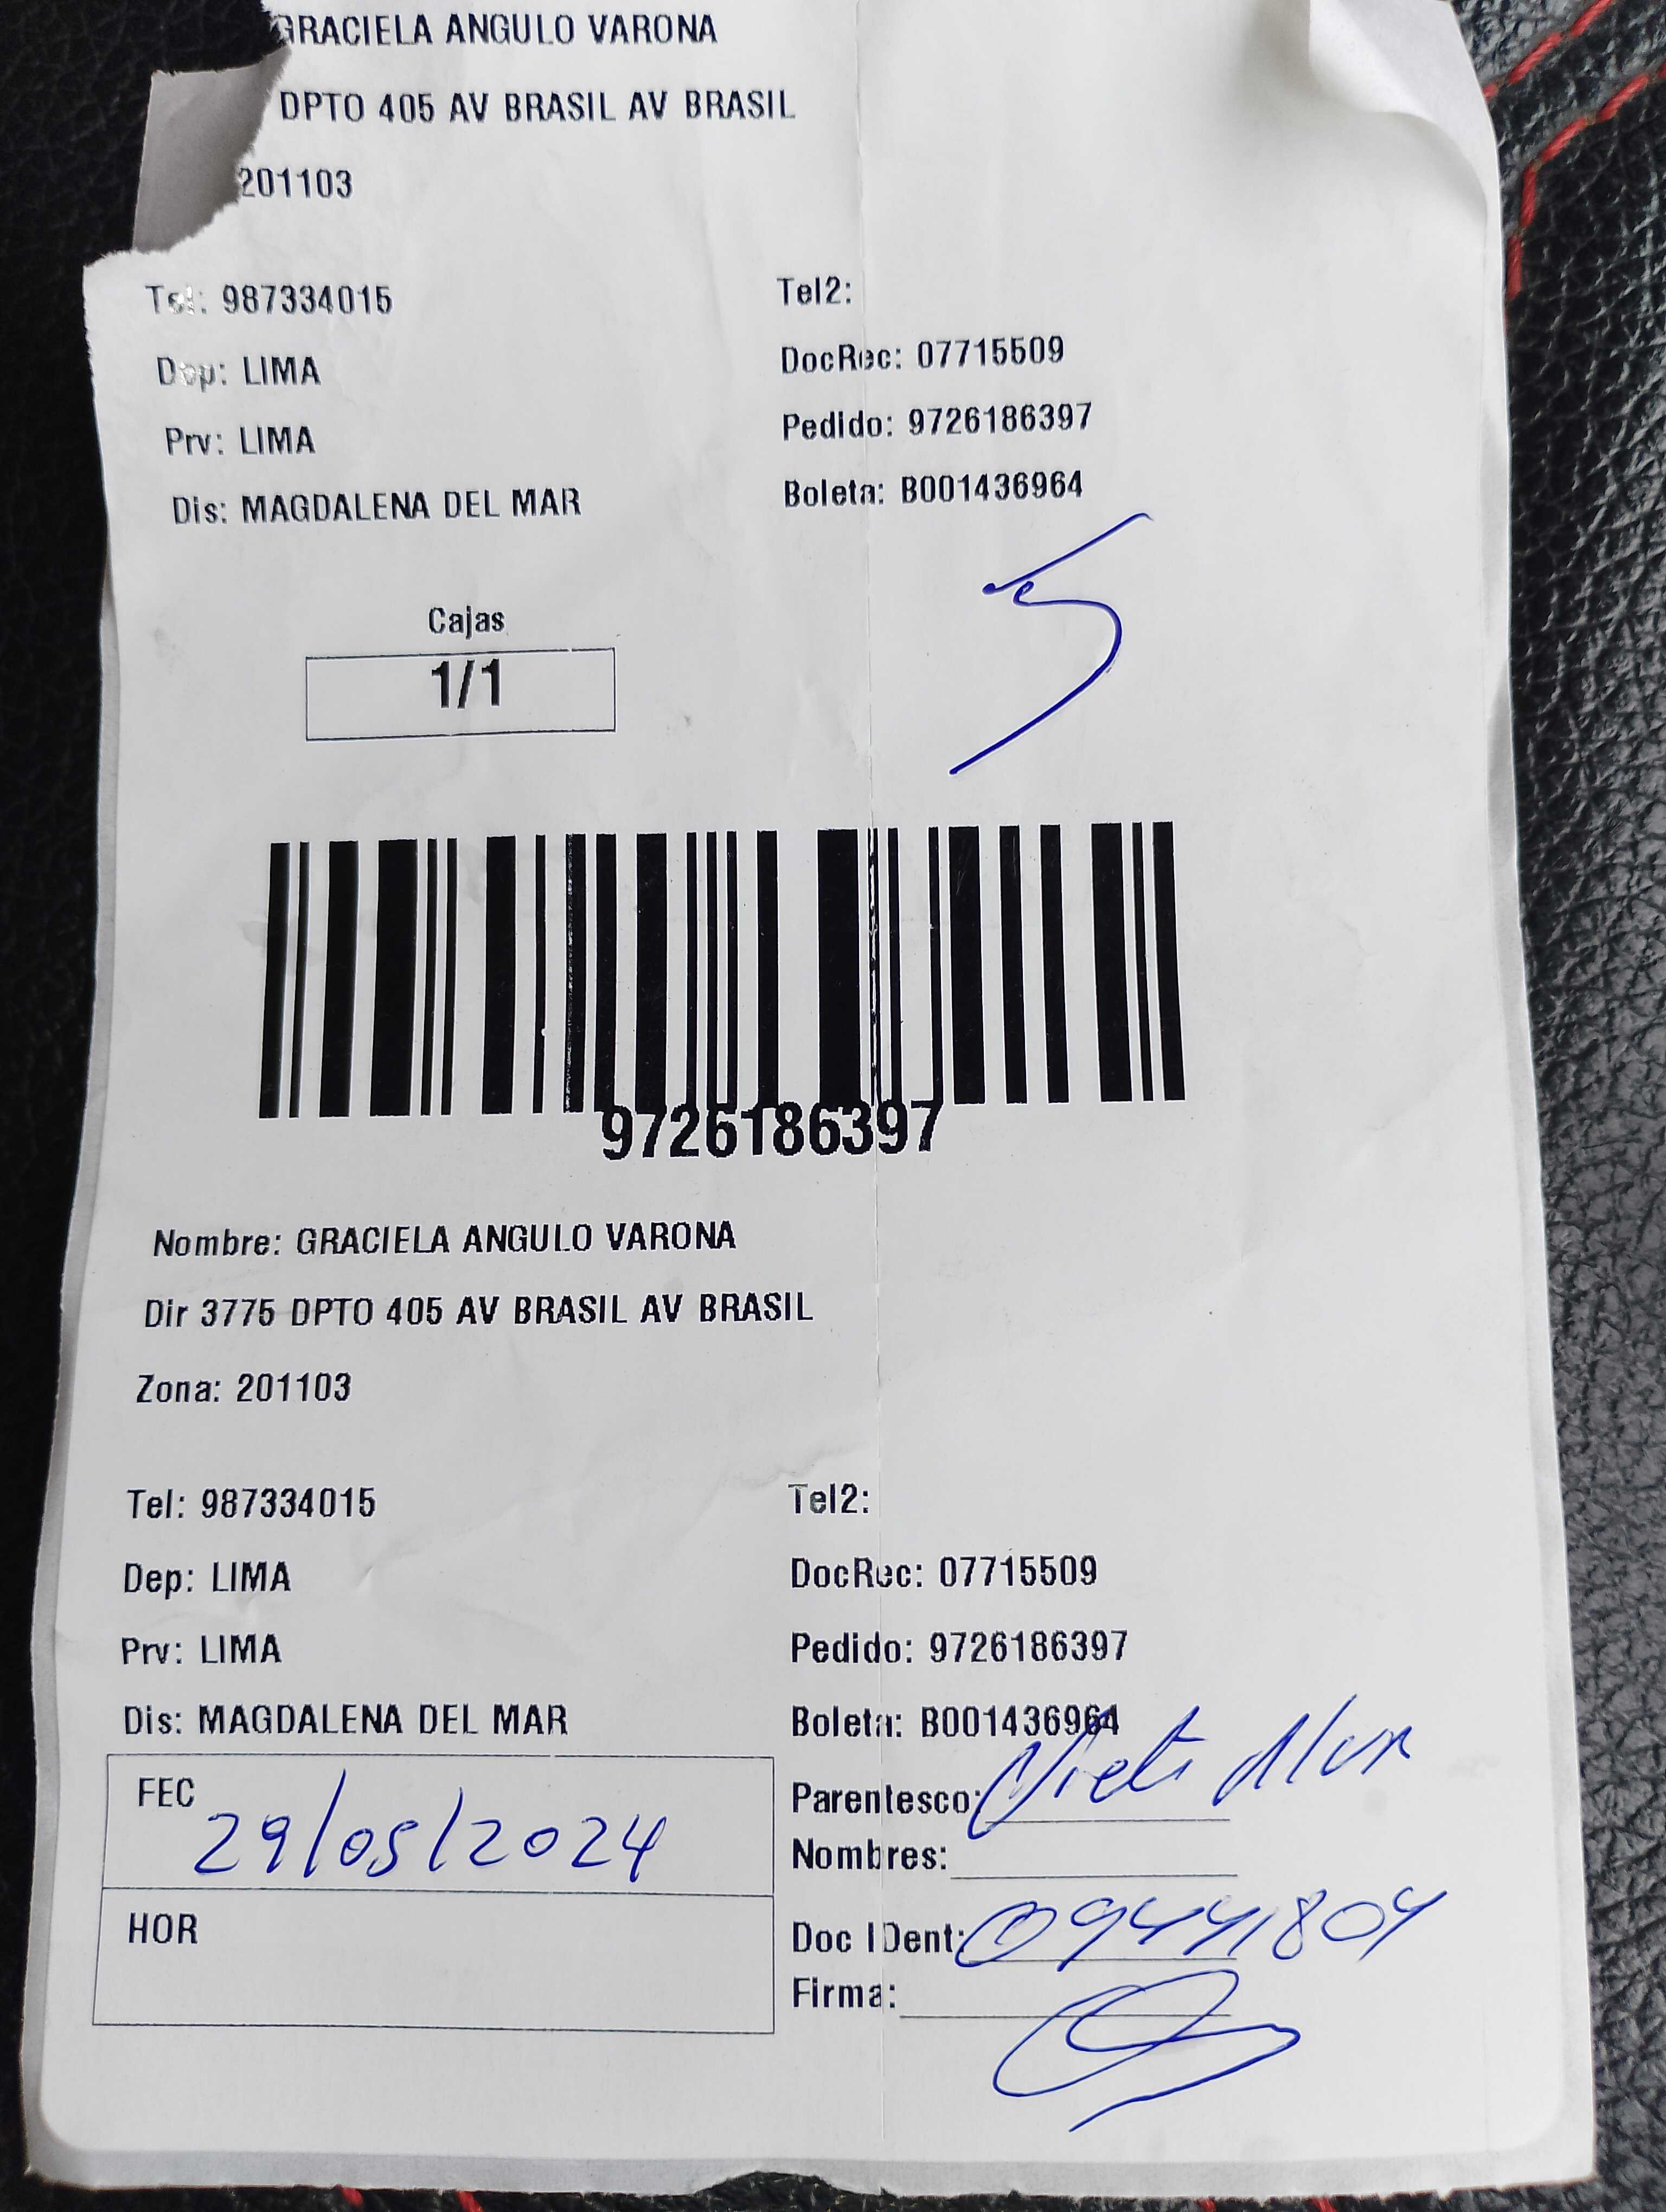 GRACIELA ANGULO VARONA
DPTO 405 AV BRASIL AV BRASIL
201103
Tel: 987334015 Tel2:
Dep: LIMA DocRec: 07715509
Prv: LIMA Pedido: 9726186397
Dis: MAGDALENA DEL MAR Boleta: B001436964
Cajas
1/1
9726186397
Nombre: GRACIELA ANGULO VARONA
Dir 3775 DPTO 405 AV BRASIL AV BRASIL
Zona: 201103
Tel: 987334015 Tel2:
Dep: LIMA DocRec: 07715509
Prv: LIMA Pedido: 9726186397
Dis: MAGDALENA DEL MAR Boleta: B001436964
FEC 29/05/2024 Parentesco:
Nombres:
HOR Doc IDent: 09441804
Firma: